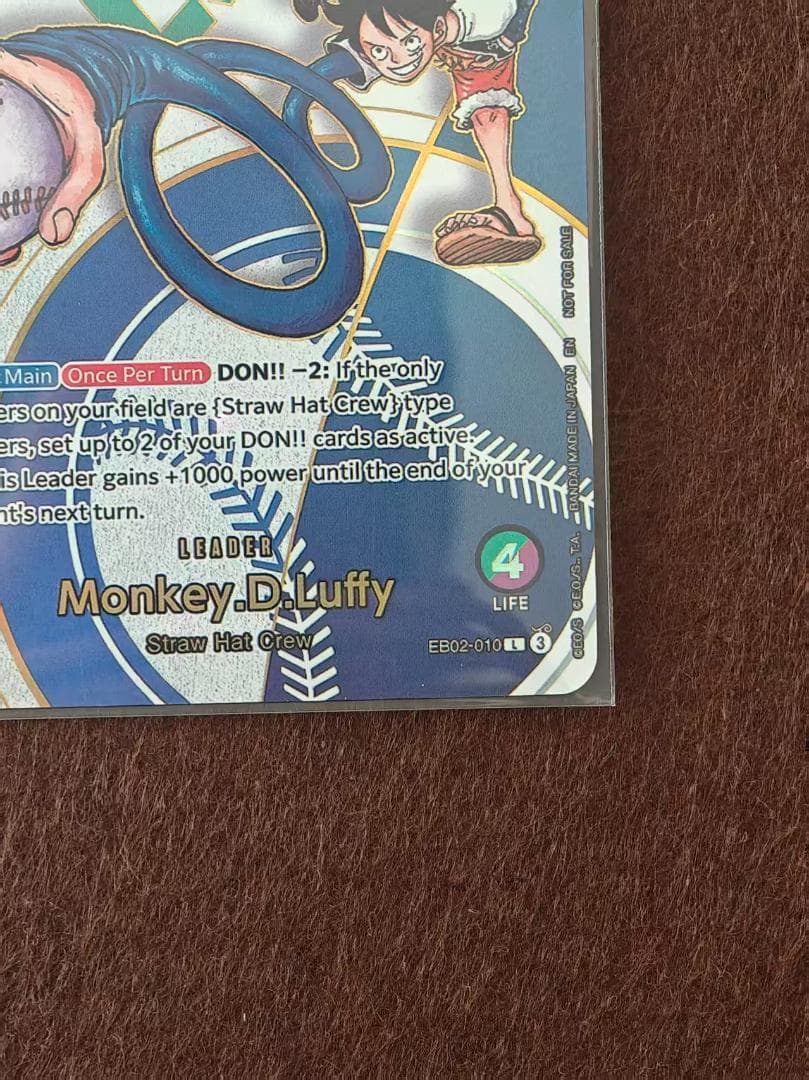 Main Once Per Turn DON!! −2: If the only
ers on your field are {Straw Hat Crew} type
ers, set up to 2 of your DON!! cards as active.
is Leader gains +1000 power until the end of your
nt's next turn.
LEADER
Monkey.D.Luffy
Straw Hat Crew
4
LIFE
EB02-010 L 3
©E.O/S ©E.O/S., T.A. BANDAI MADE IN JAPAN EN NOT FOR SALE